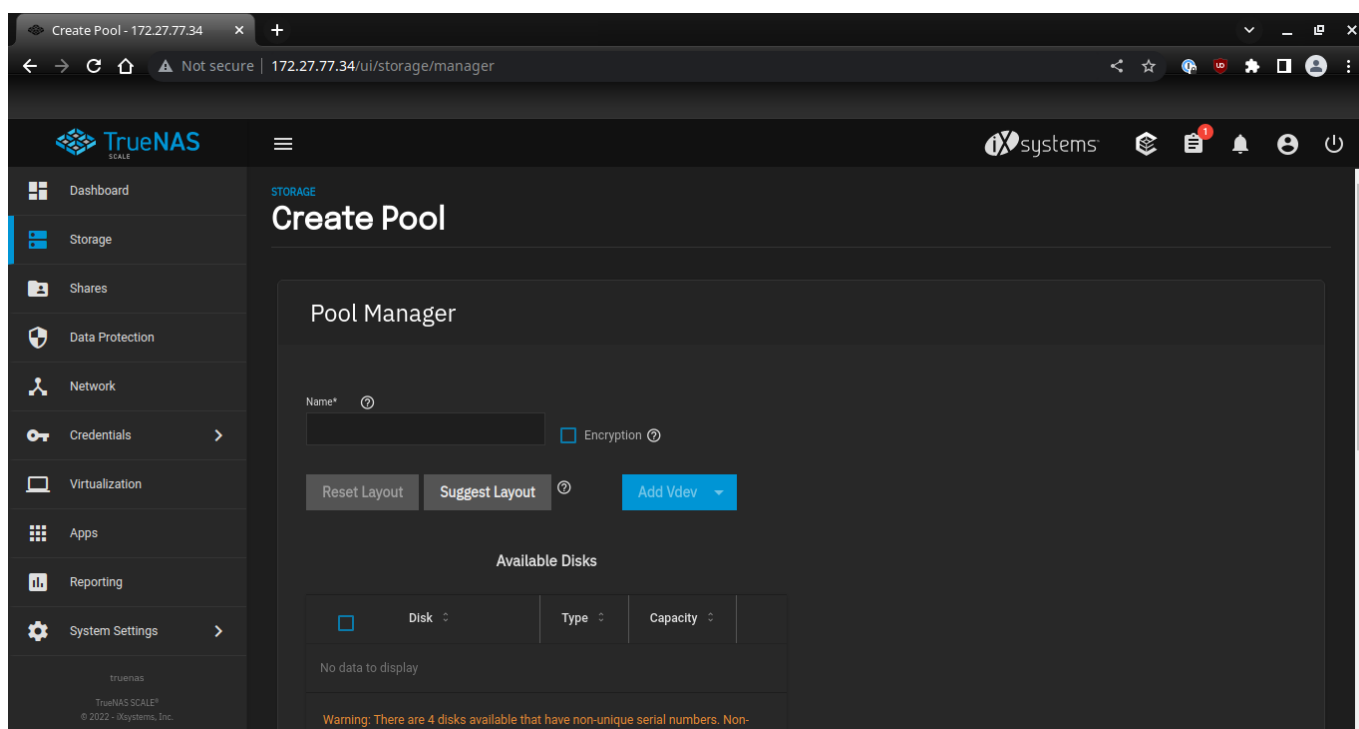 Create Pool - 172.27.77.34
Not secure | 172.27.77.34/ui/storage/manager
TrueNAS
SCALE
iXsystems
1
Dashboard
Storage
Shares
Data Protection
Network
Credentials
Virtualization
Apps
Reporting
System Settings
truenas
TrueNAS SCALE®
© 2022 - iXsystems, Inc.
STORAGE
Create Pool
Pool Manager
Name*
Encryption
Reset Layout Suggest Layout Add Vdev
Available Disks
Disk Type Capacity
No data to display
Warning: There are 4 disks available that have non-unique serial numbers. Non-